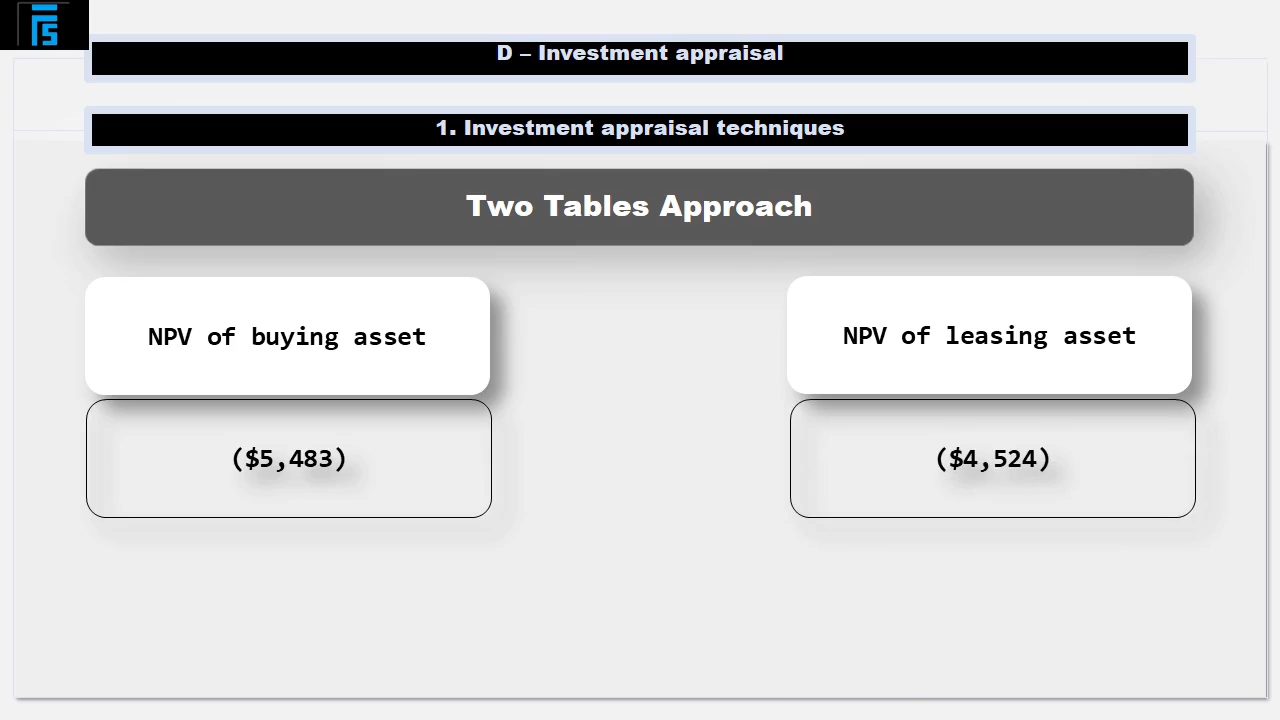 D – Investment appraisal
1. Investment appraisal techniques
Two Tables Approach
NPV of buying asset
NPV of leasing asset
($5,483)
($4,524)